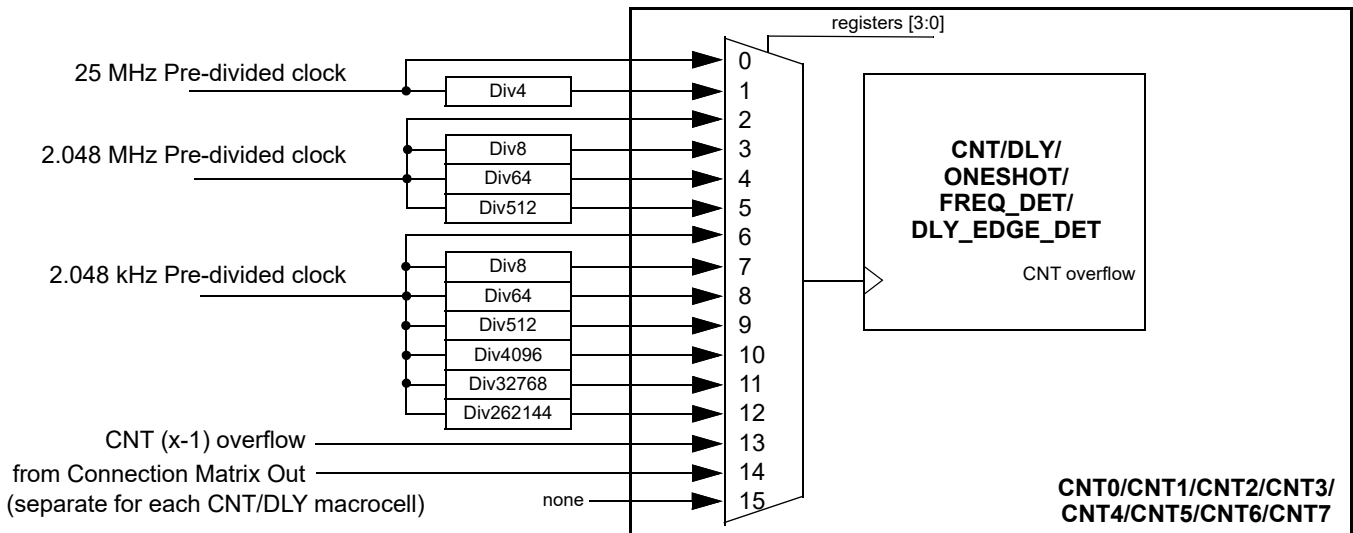 registers [3:0]
25 MHz Pre-divided clock
0
Div4
1
2
2.048 MHz Pre-divided clock
Div8
3
Div64
4
Div512
5
6
2.048 kHz Pre-divided clock
Div8
7
Div64
8
Div512
9
Div4096
10
Div32768
11
Div262144
12
CNT (x-1) overflow
13
from Connection Matrix Out
14
(separate for each CNT/DLY macrocell)
none
15
CNT/DLY/
ONESHOT/
FREQ_DET/
DLY_EDGE_DET
CNT overflow
CNT0/CNT1/CNT2/CNT3/
CNT4/CNT5/CNT6/CNT7